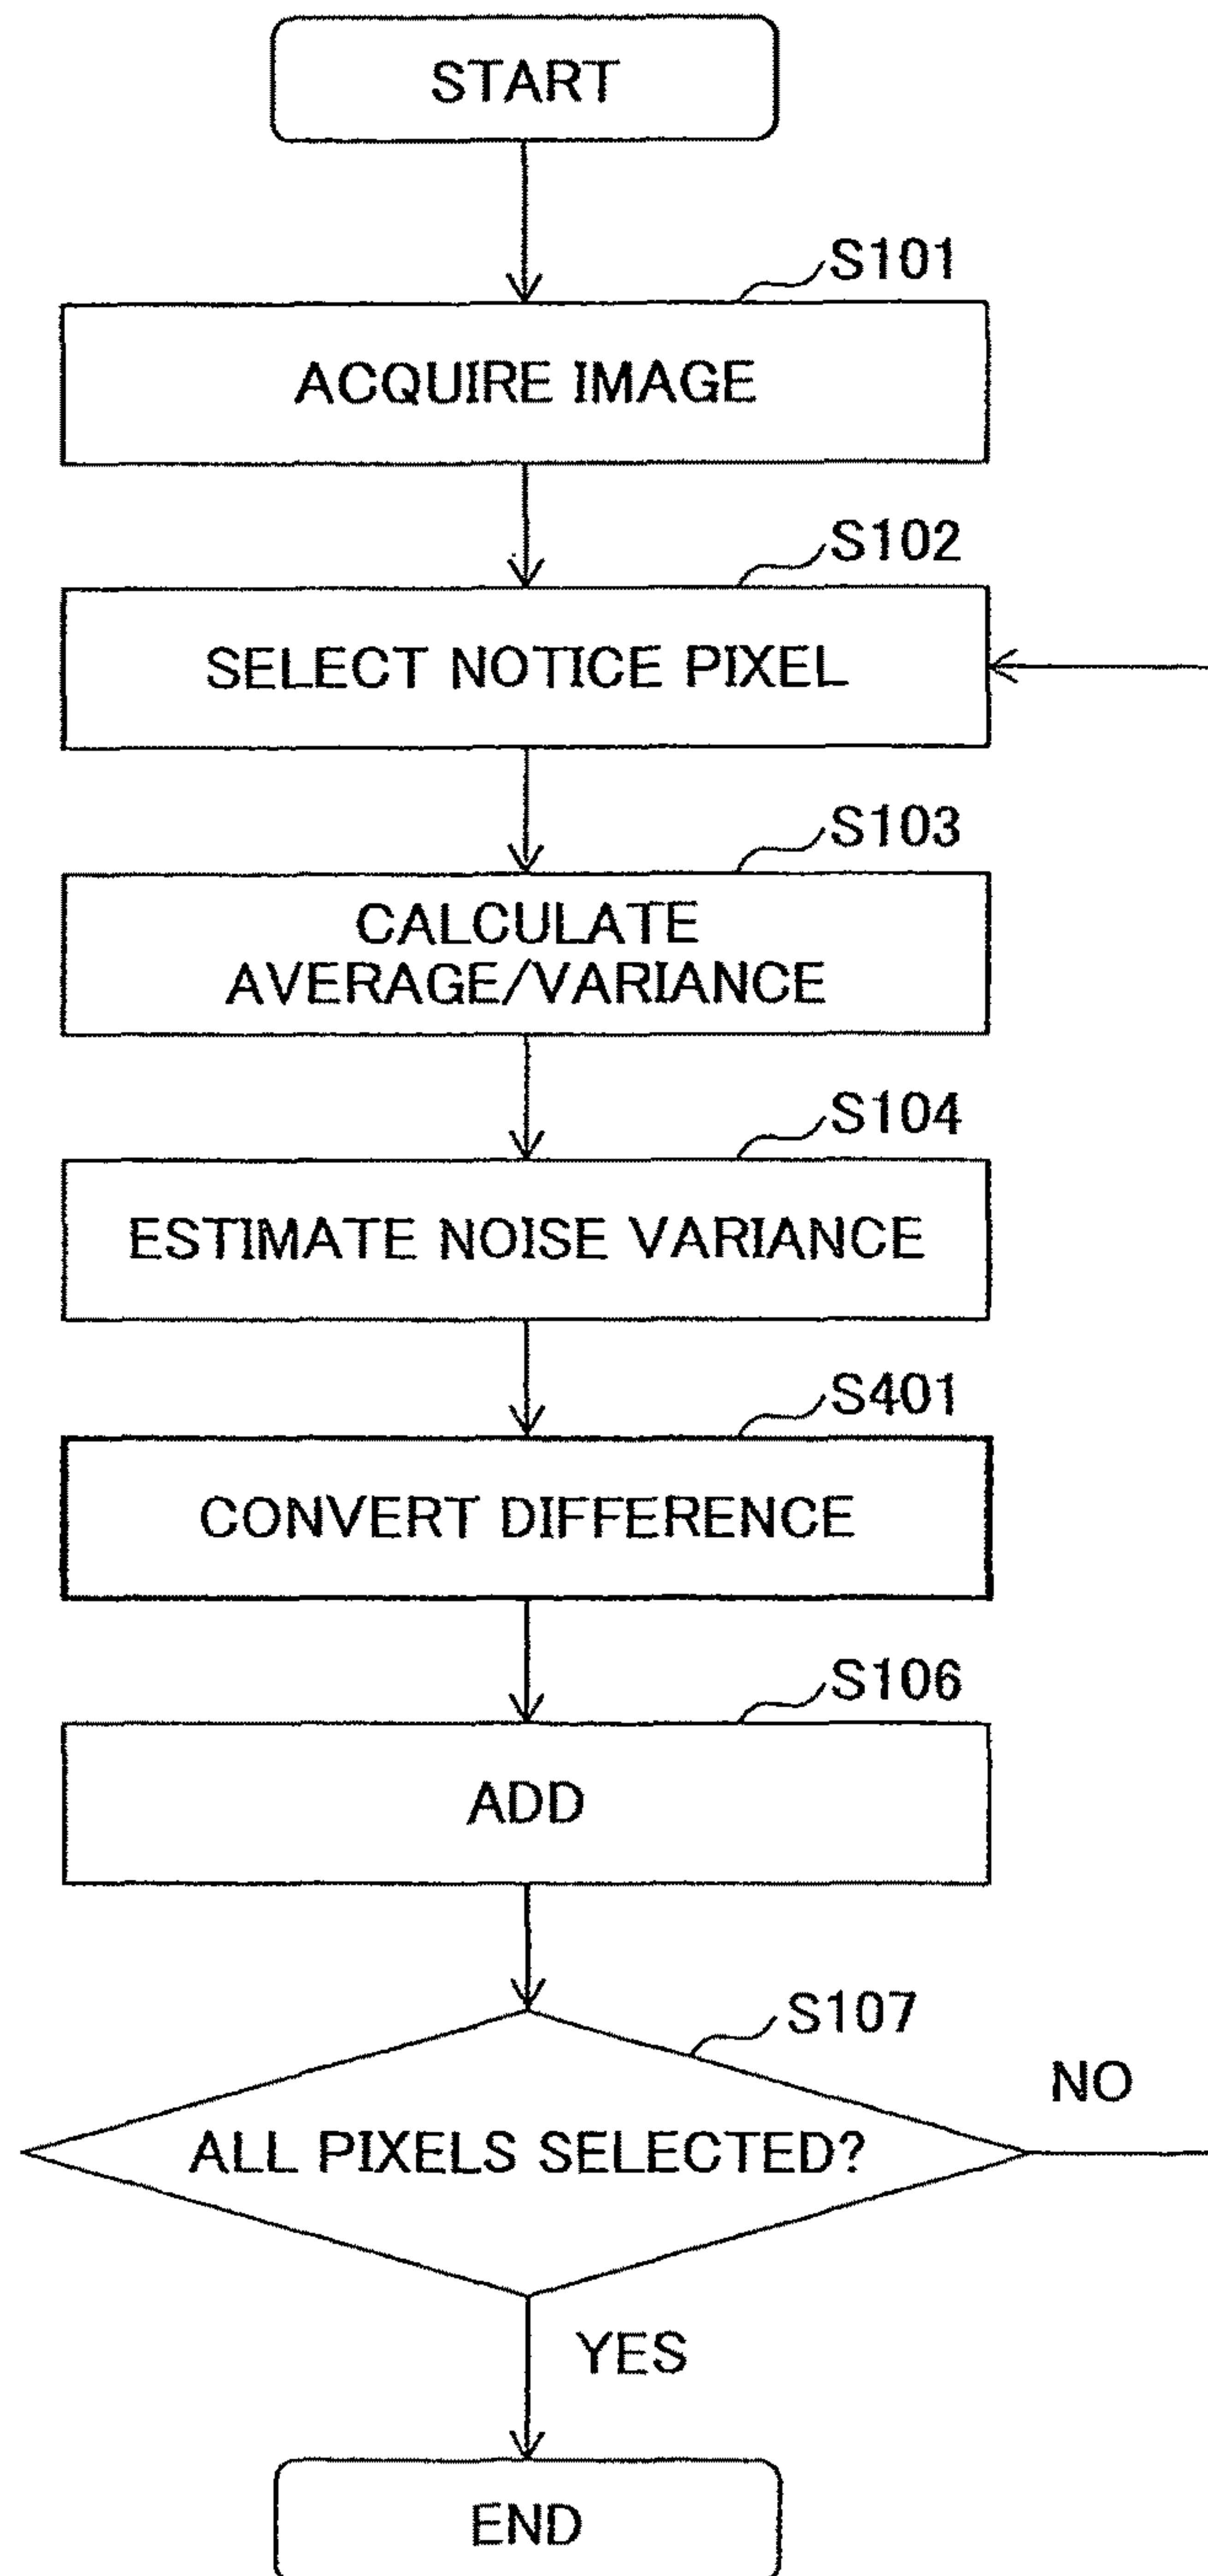 START
S101
ACQUIRE IMAGE
S102
SELECT NOTICE PIXEL
S103
CALCULATE
AVERAGE/VARIANCE
S104
ESTIMATE NOISE VARIANCE
S401
CONVERT DIFFERENCE
S106
ADD
S107
NO
ALL PIXELS SELECTED?
YES
END